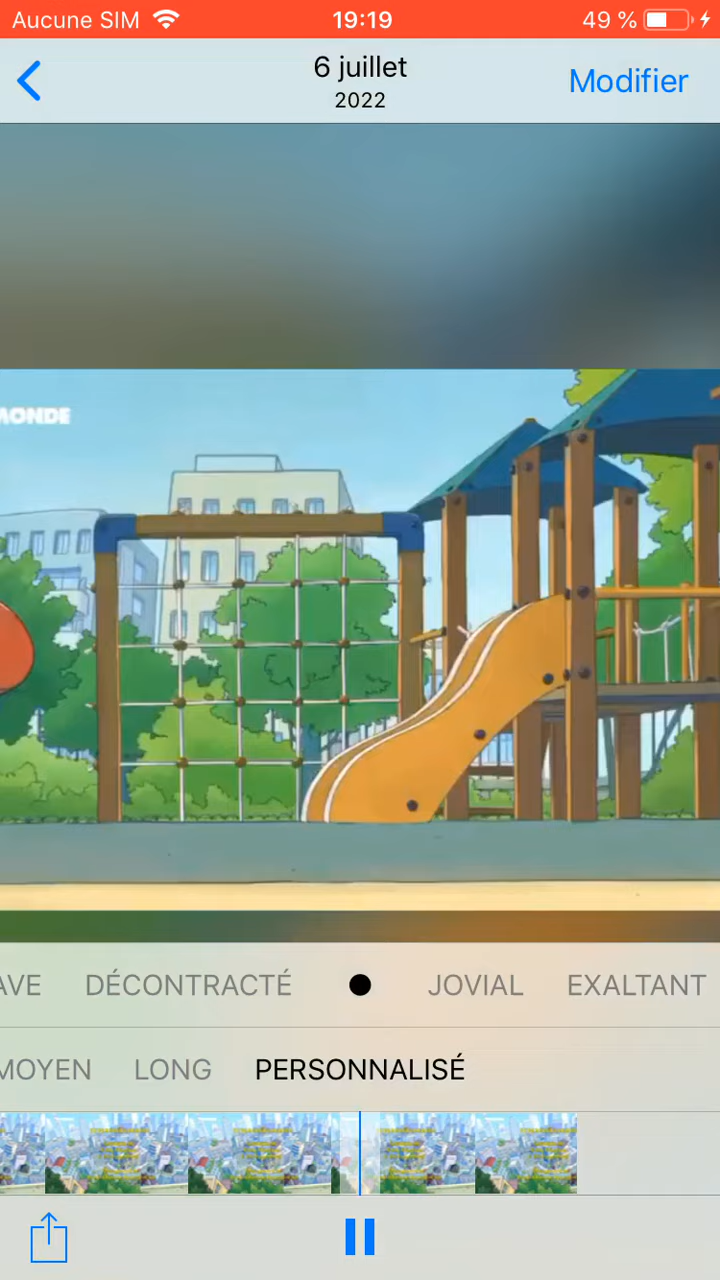 Aucune SIM 19:19 49 %
6 juillet
2022
Modifier
MONDE
AVE DÉCONTRACTÉ JOVIAL EXALTANT
MOYEN LONG PERSONNALISÉ